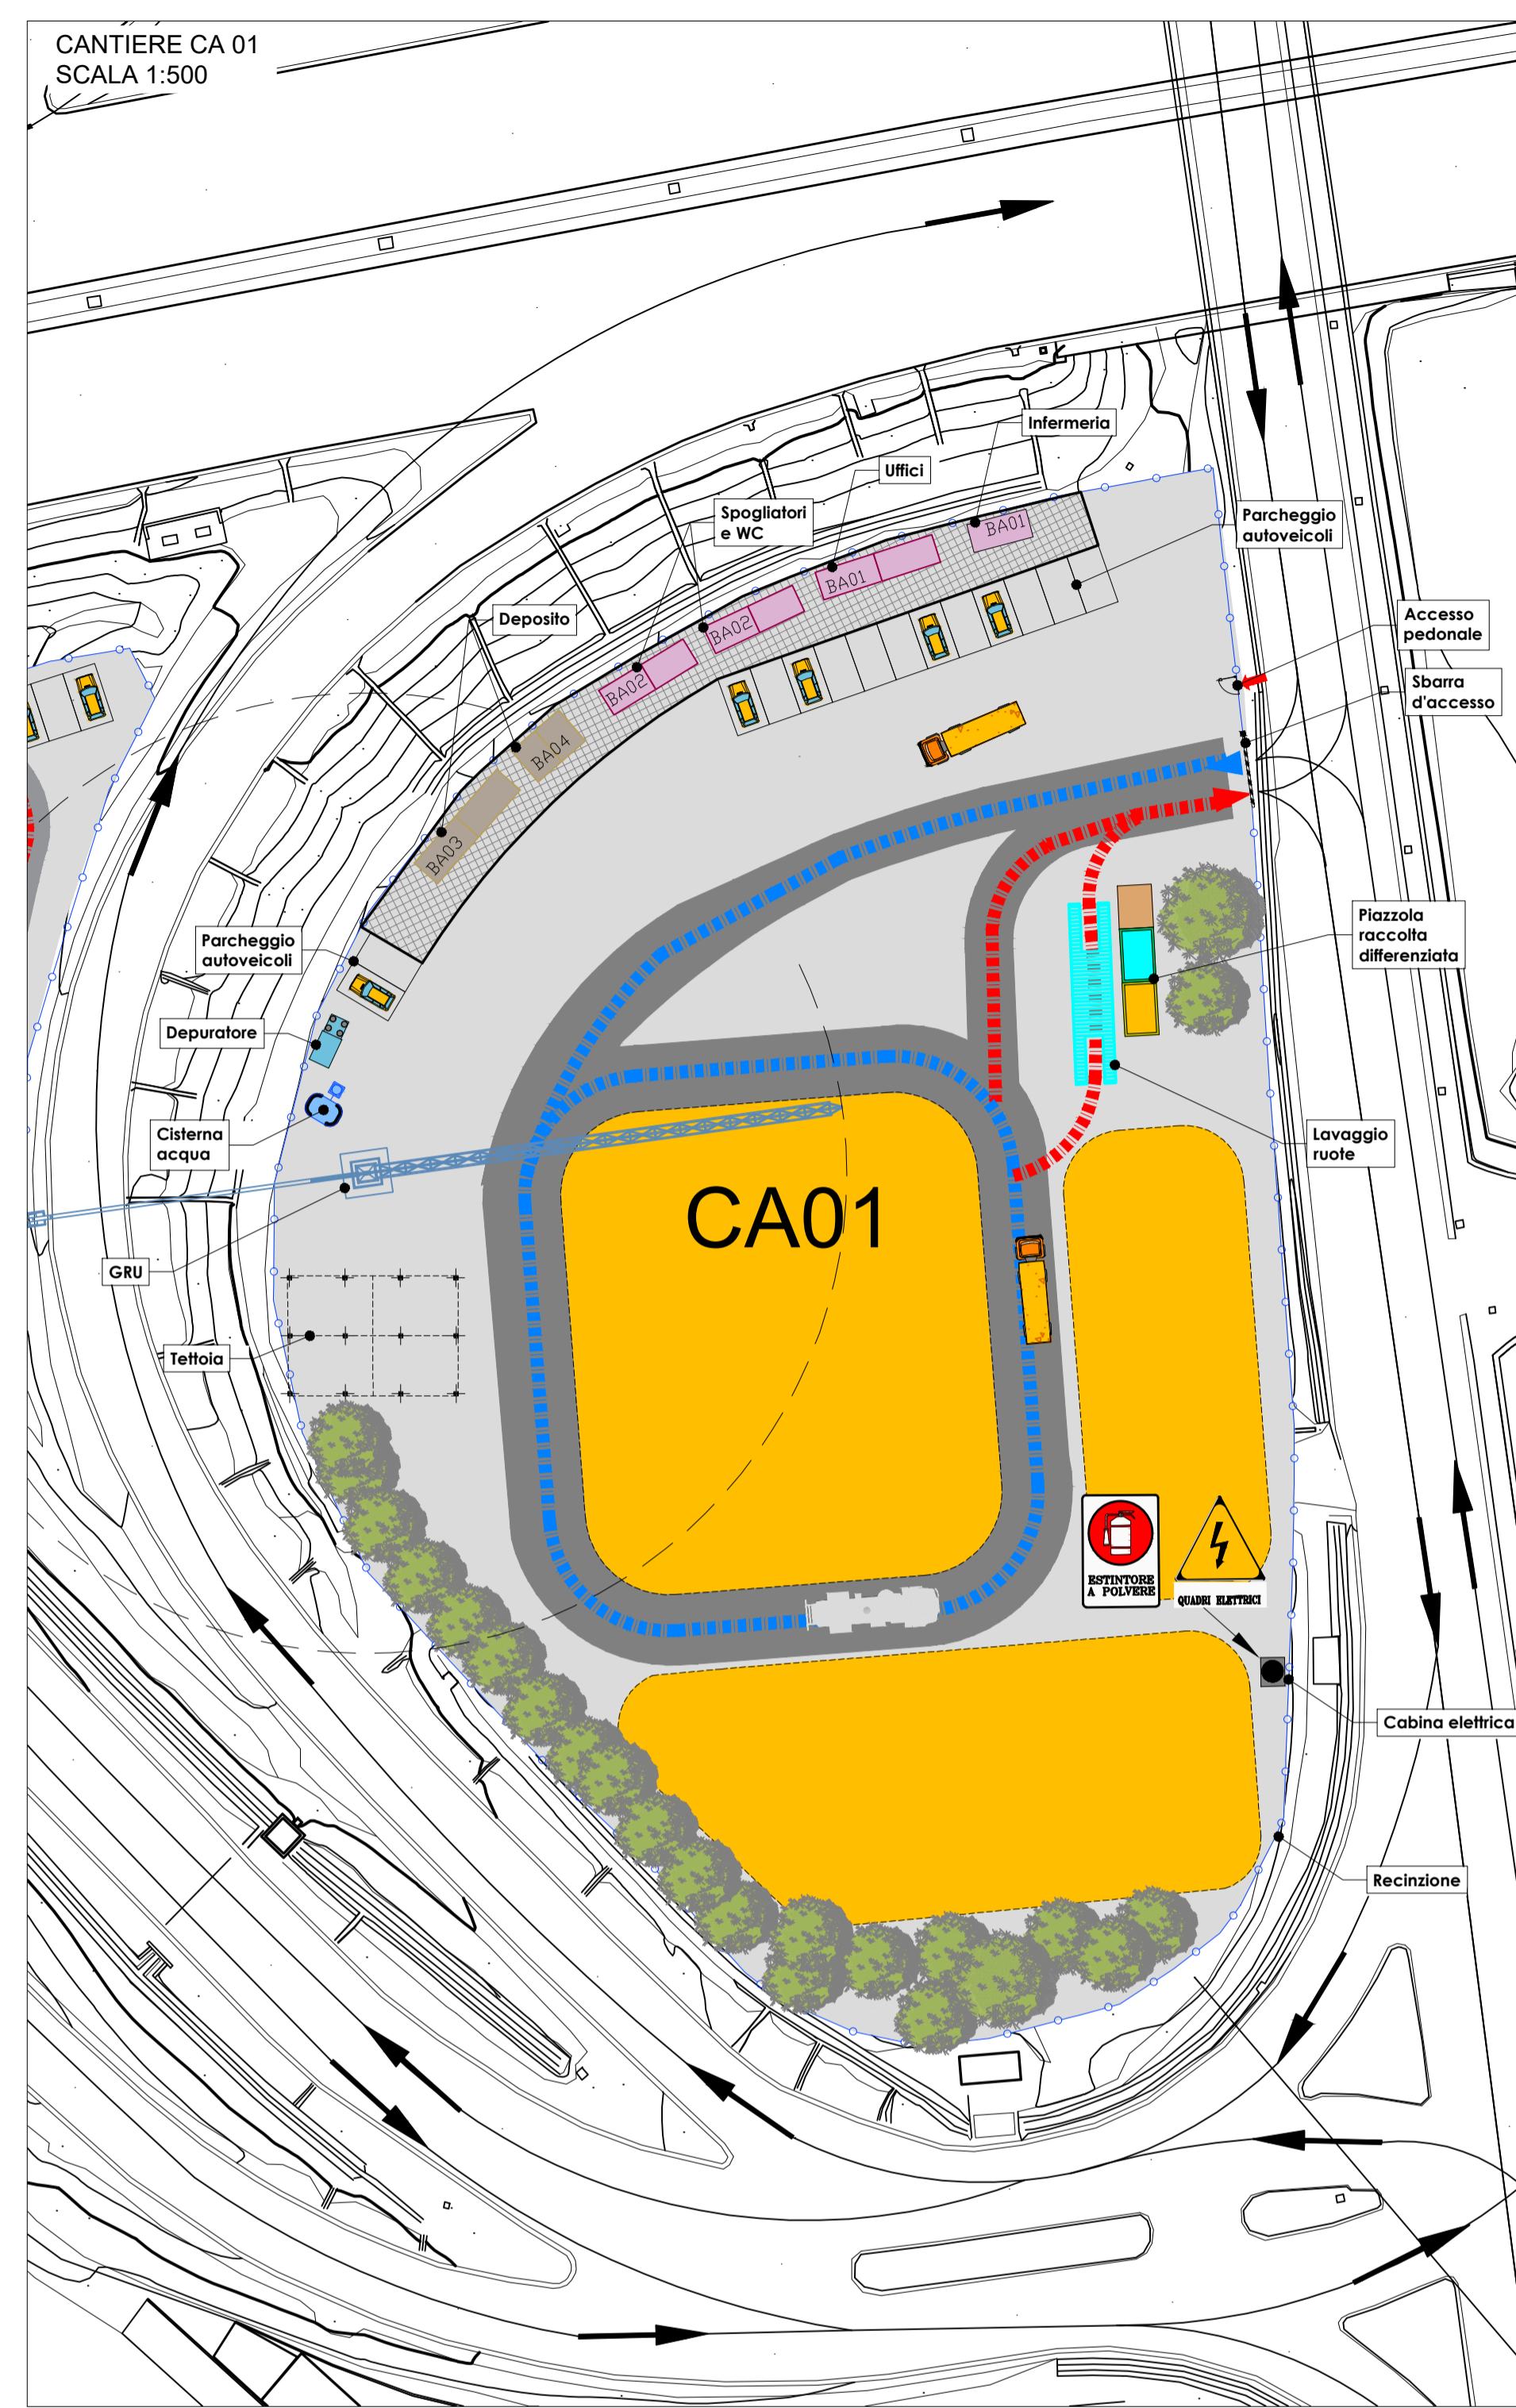 CANTIERE CA 01
SCALA 1:500
Infermeria
Uffici
Spogliatori
e WC
Parcheggio
autoveicoli
BA01
BA01
Deposito
BA02
BA02
Accesso
pedonale
Sbarra
d'accesso
BA04
BA03
Parcheggio
autoveicoli
Piazzola
raccolta
differenziata
Depuratore
Cisterna
acqua
Lavaggio
ruote
CA01
GRU
Tettoia
ESTINTORE
A POLVERE
QUADRI ELETTRICI
Cabina elettrica
Recinzione